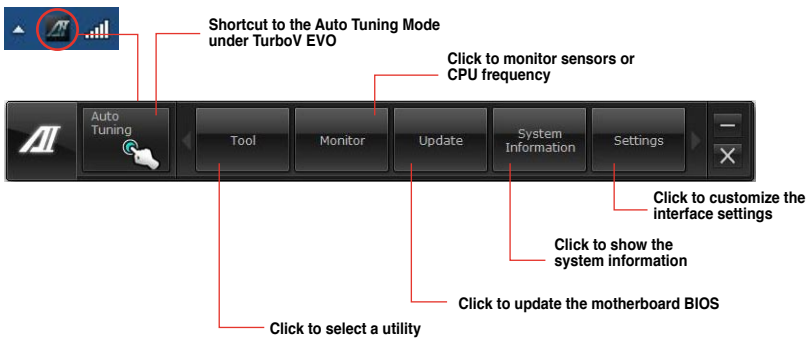 Shortcut to the Auto Tuning Mode
under TurboV EVO
Click to monitor sensors or
CPU frequency
Auto
Tuning
Tool
Monitor
Update
System
Information
Settings
Click to customize the
interface settings
Click to show the
system information
Click to update the motherboard BIOS
Click to select a utility